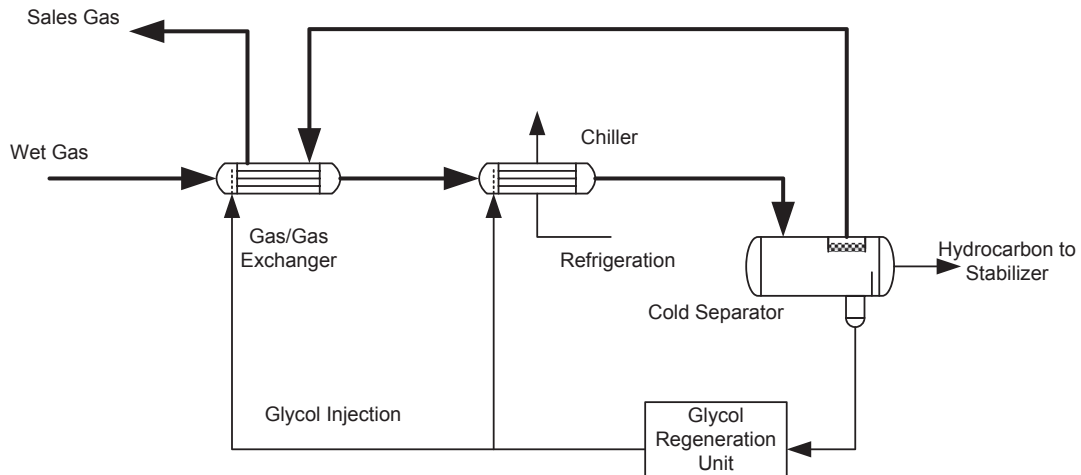 Sales Gas
Wet Gas
Chiller
Gas/Gas
Exchanger
Refrigeration
Hydrocarbon to
Stabilizer
Cold Separator
Glycol Injection
Glycol
Regeneration
Unit